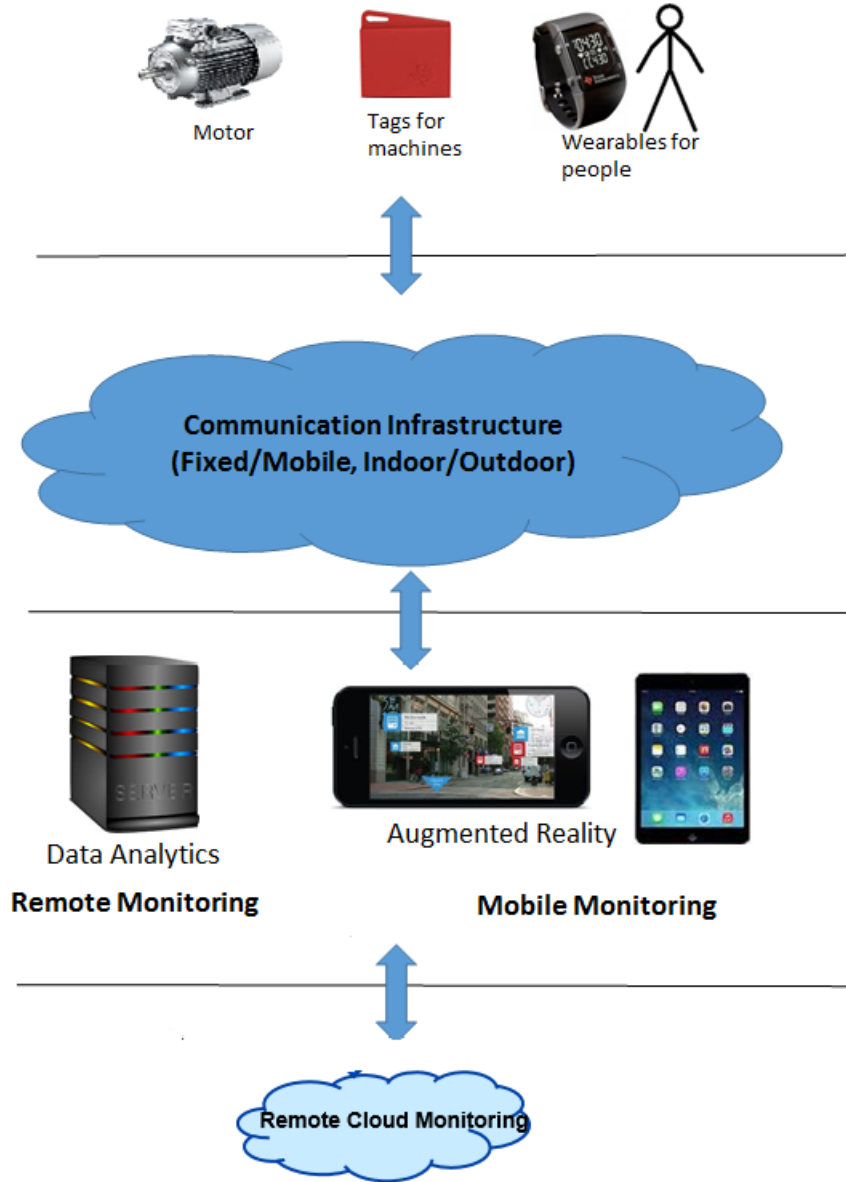 Motor
Tags for
machines
Wearables for
people
Communication Infrastructure
(Fixed/Mobile, Indoor/Outdoor)
SERVER
Data Analytics
Augmented Reality
Remote Monitoring
Mobile Monitoring
Remote Cloud Monitoring